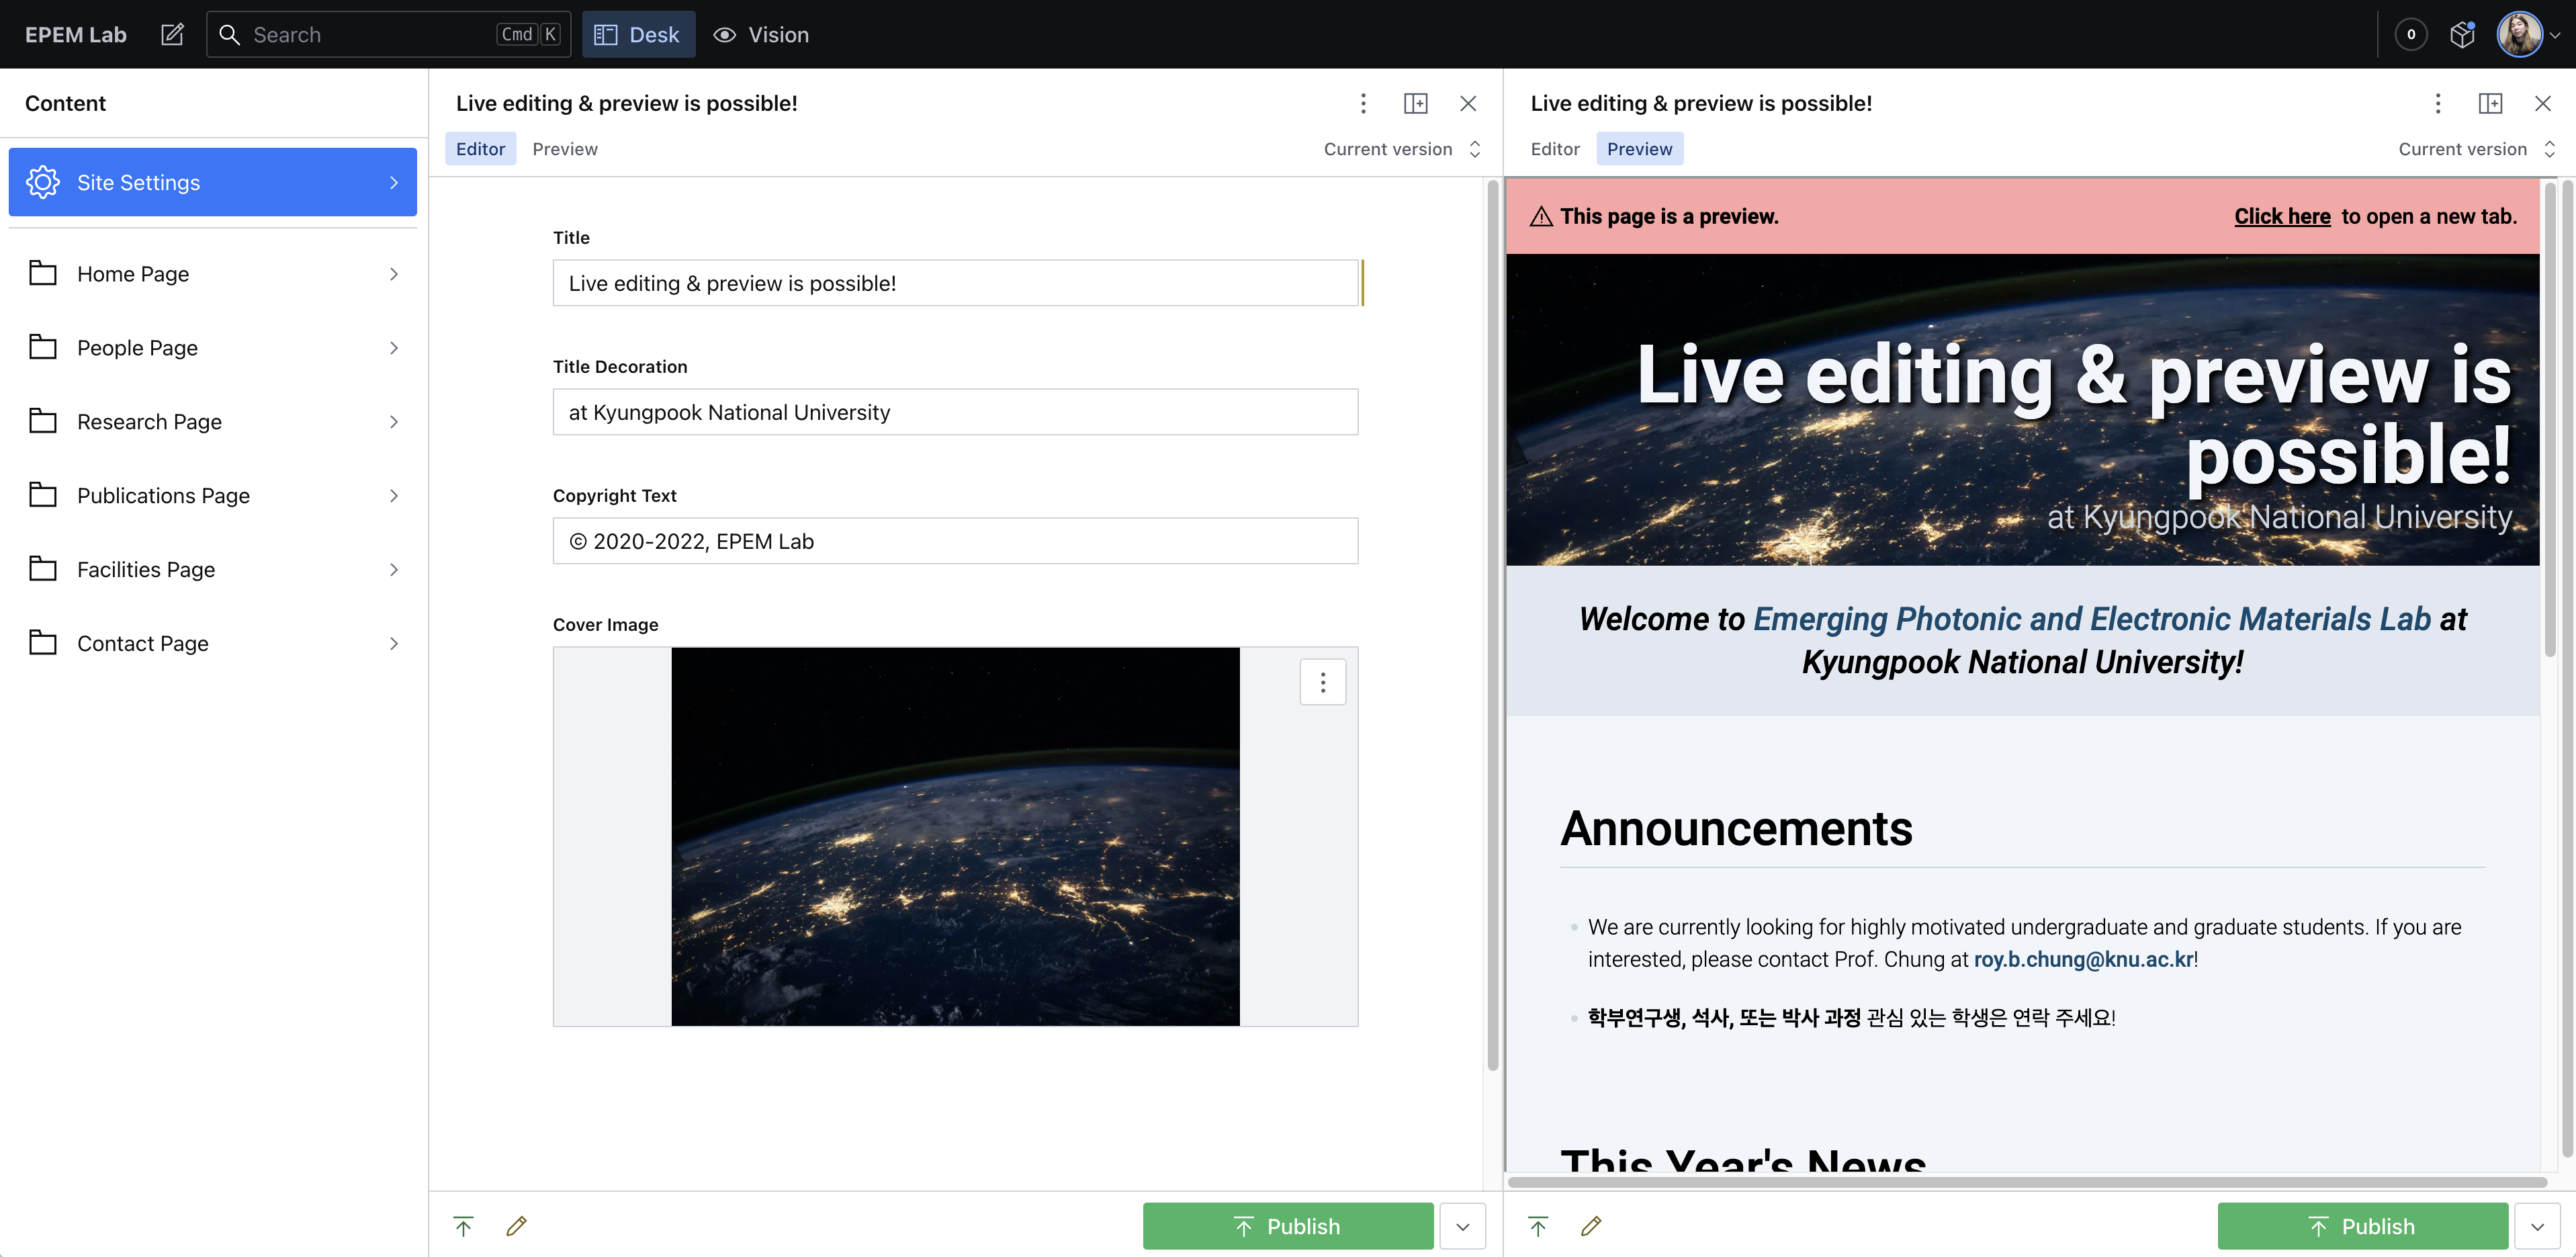 EPEM Lab
Search
Cmd K
Desk
Vision
0
Content
Site Settings
Home Page
People Page
Research Page
Publications Page
Facilities Page
Contact Page
Live editing & preview is possible!
Editor
Preview
Current version
Title
Live editing & preview is possible!
Title Decoration
at Kyungpook National University
Copyright Text
© 2020-2022, EPEM Lab
Cover Image
Publish
Live editing & preview is possible!
Editor
Preview
Current version
This page is a preview.
Click here to open a new tab.
Live editing & preview is
possible!
at Kyungpook National University
Welcome to Emerging Photonic and Electronic Materials Lab at
Kyungpook National University!
Announcements
We are currently looking for highly motivated undergraduate and graduate students. If you are
interested, please contact Prof. Chung at roy.b.chung@knu.ac.kr!
학부연구생, 석사, 또는 박사 과정 관심 있는 학생은 연락 주세요!
This Year's News
Publish